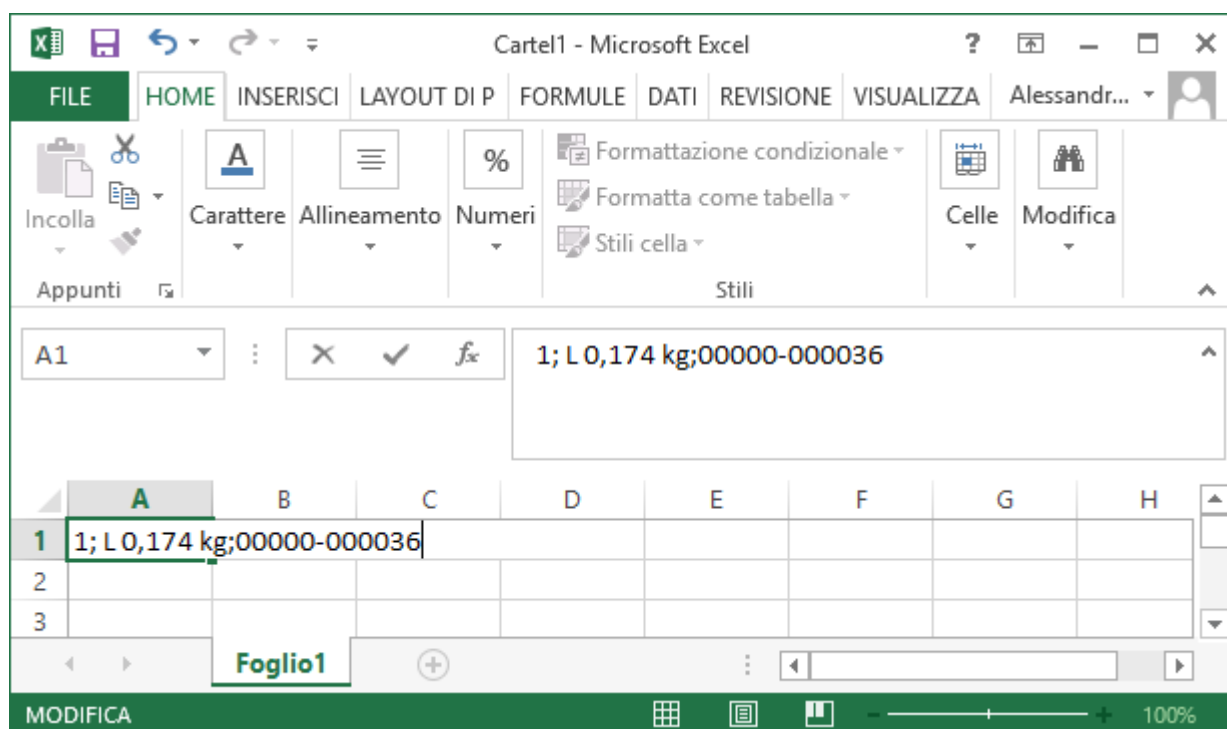 Cartel1 - Microsoft Excel ?
FILE HOME INSERISCI LAYOUT DI P FORMULE DATI REVISIONE VISUALIZZA Alessandr...
Incolla
Appunti
A
Carattere
Allineamento
%
Numeri
Formattazione condizionale
Formatta come tabella
Stili cella
Stili
Celle
Modifica
A1 fx 1; L 0,174 kg;00000-000036
A B C D E F G H
1 1; L 0,174 kg;00000-000036
2
3
Foglio1
MODIFICA 100%